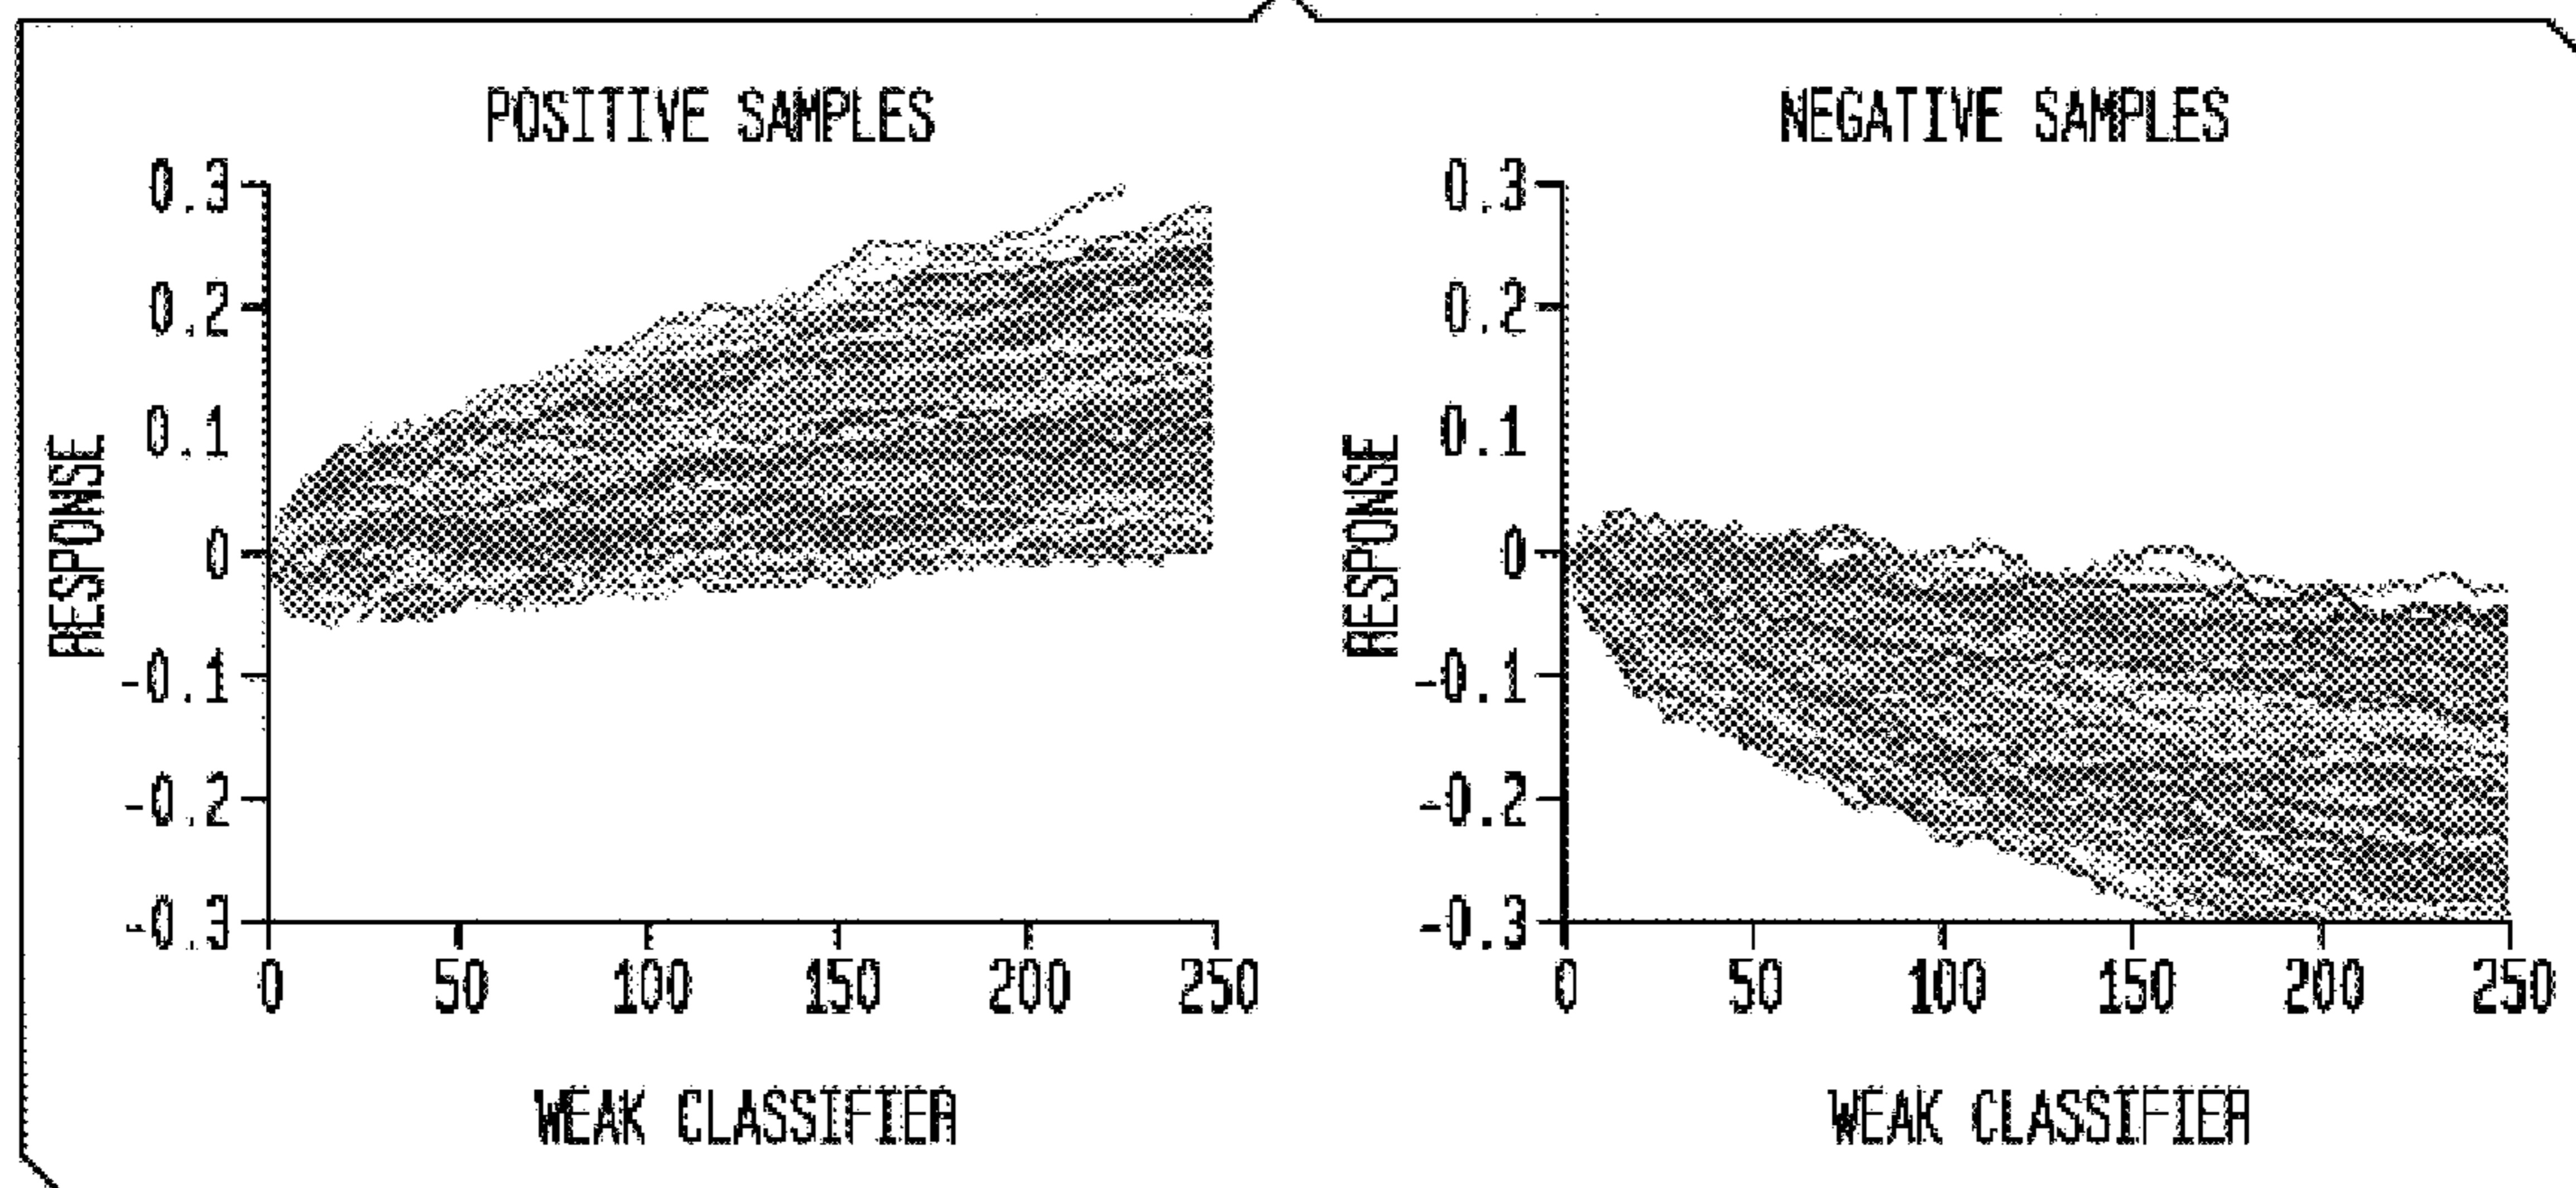 POSITIVE SAMPLES
0.3
0.2
0.1
0
-0.1
-0.2
-0.3
RESPONSE
0 50 100 150 200 250
WEAK CLASSIFIER
NEGATIVE SAMPLES
0.3
0.2
0.1
0
-0.1
-0.2
-0.3
RESPONSE
0 50 100 150 200 250
WEAK CLASSIFIER